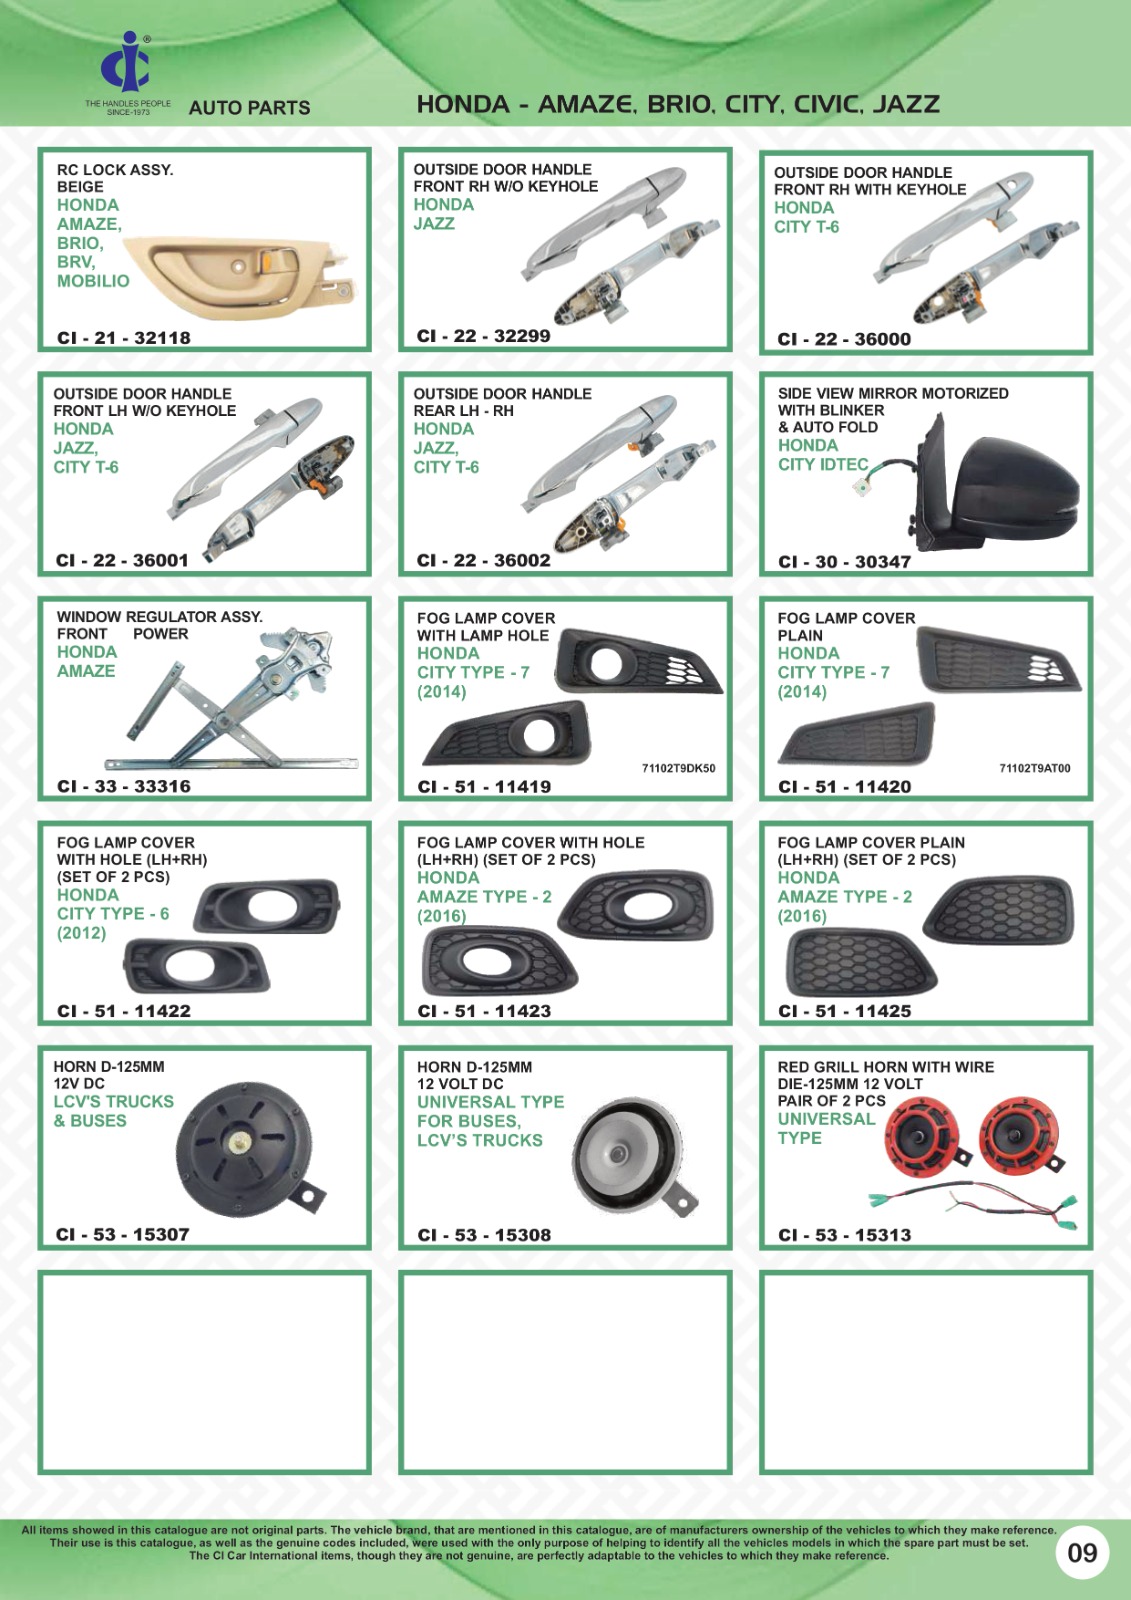 ®
THE HANDLES PEOPLE
SINCE-1973
AUTO PARTS
HONDA - AMAZE, BRIO, CITY, CIVIC, JAZZ
RC LOCK ASSY.
BEIGE
HONDA
AMAZE,
BRIO,
BRV,
MOBILIO
CI - 21 - 32118
OUTSIDE DOOR HANDLE
FRONT RH W/O KEYHOLE
HONDA
JAZZ
CI - 22 - 32299
OUTSIDE DOOR HANDLE
FRONT RH WITH KEYHOLE
HONDA
CITY T-6
CI - 22 - 36000
OUTSIDE DOOR HANDLE
FRONT LH W/O KEYHOLE
HONDA
JAZZ,
CITY T-6
CI - 22 - 36001
OUTSIDE DOOR HANDLE
REAR LH - RH
HONDA
JAZZ,
CITY T-6
CI - 22 - 36002
SIDE VIEW MIRROR MOTORIZED
WITH BLINKER
& AUTO FOLD
HONDA
CITY IDTEC
CI - 30 - 30347
WINDOW REGULATOR ASSY.
FRONT POWER
HONDA
AMAZE
CI - 33 - 33316
FOG LAMP COVER
WITH LAMP HOLE
HONDA
CITY TYPE - 7
(2014)
71102T9DK50
CI - 51 - 11419
FOG LAMP COVER
PLAIN
HONDA
CITY TYPE - 7
(2014)
71102T9AT00
CI - 51 - 11420
FOG LAMP COVER
WITH HOLE (LH+RH)
(SET OF 2 PCS)
HONDA
CITY TYPE - 6
(2012)
CI - 51 - 11422
FOG LAMP COVER WITH HOLE
(LH+RH) (SET OF 2 PCS)
HONDA
AMAZE TYPE - 2
(2016)
CI - 51 - 11423
FOG LAMP COVER PLAIN
(LH+RH) (SET OF 2 PCS)
HONDA
AMAZE TYPE - 2
(2016)
CI - 51 - 11425
HORN D-125MM
12V DC
LCV'S TRUCKS
& BUSES
CI - 53 - 15307
HORN D-125MM
12 VOLT DC
UNIVERSAL TYPE
FOR BUSES,
LCV'S TRUCKS
CI - 53 - 15308
RED GRILL HORN WITH WIRE
DIE-125MM 12 VOLT
PAIR OF 2 PCS
UNIVERSAL
TYPE
CI - 53 - 15313
All items showed in this catalogue are not original parts. The vehicle brand, that are mentioned in this catalogue, are of manufacturers ownership of the vehicles to which they make reference.
Their use is this catalogue, as well as the genuine codes included, were used with the only purpose of helping to identify all the vehicles models in which the spare part must be set.
The CI Car International items, though they are not genuine, are perfectly adaptable to the vehicles to which they make reference.
09